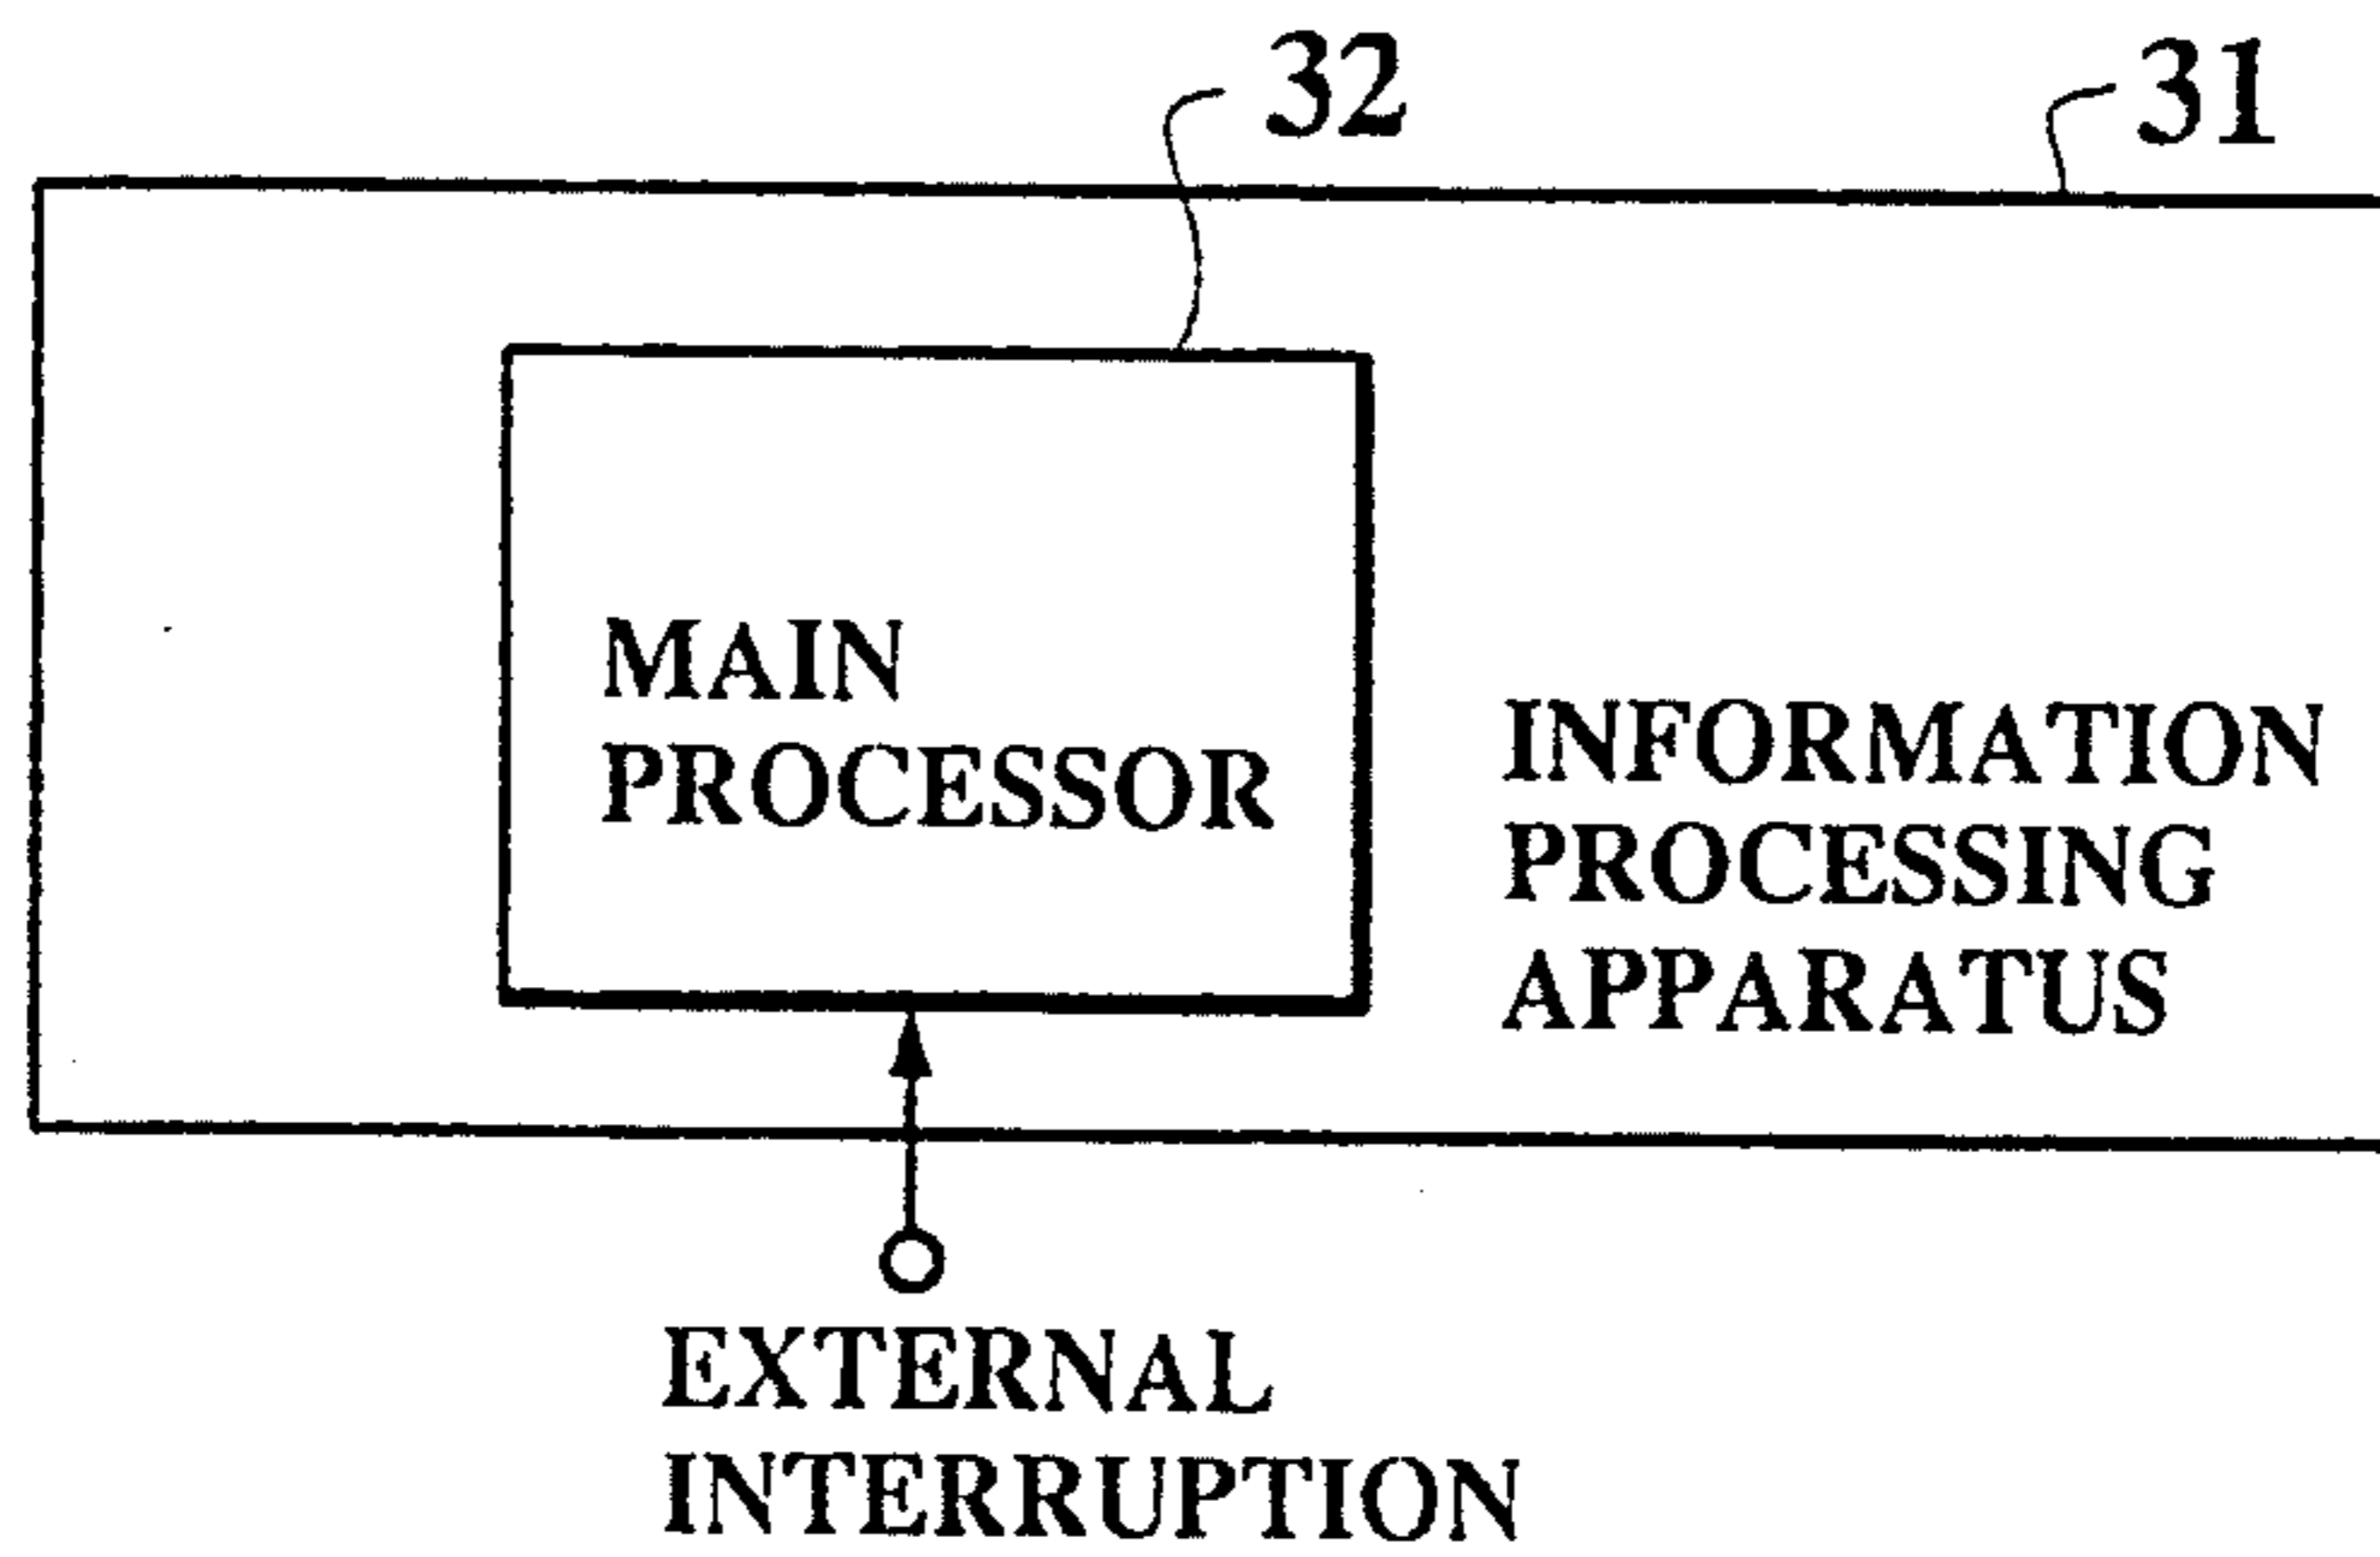 32
31
MAIN
PROCESSOR
INFORMATION
PROCESSING
APPARATUS
EXTERNAL
INTERRUPTION